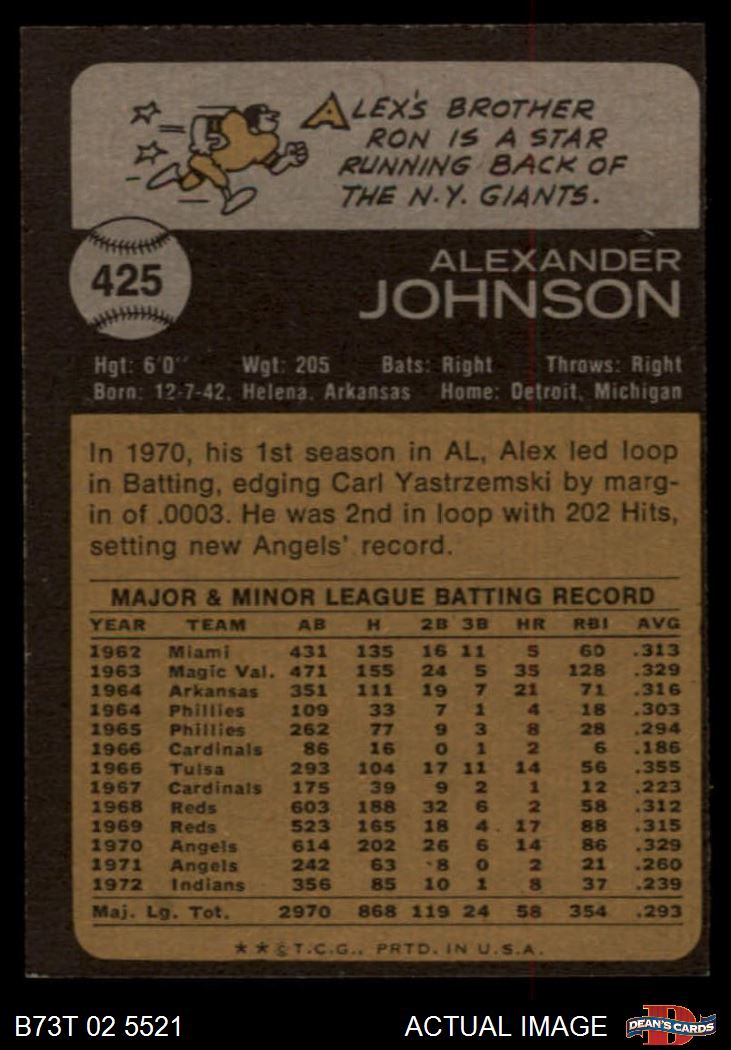 ALEX'S BROTHER
RON IS A STAR
RUNNING BACK OF
THE N.Y. GIANTS.
425
ALEXANDER
JOHNSON
Hgt: 6'0" Wgt: 205 Bats: Right Throws: Right
Born: 12-7-42, Helena, Arkansas Home: Detroit, Michigan
In 1970, his 1st season in AL, Alex led loop
in Batting, edging Carl Yastrzemski by marg-
in of .0003. He was 2nd in loop with 202 Hits,
setting new Angels' record.
MAJOR & MINOR LEAGUE BATTING RECORD
YEAR TEAM AB H 2B 3B HR RBI AVG
1962 Miami 431 135 16 11 5 60 .313
1963 Magic Val. 471 155 24 5 35 128 .329
1964 Arkansas 351 111 19 7 21 71 .316
1964 Phillies 109 33 7 1 4 18 .303
1965 Phillies 262 77 9 3 8 28 .294
1966 Cardinals 86 16 0 1 2 6 .186
1966 Tulsa 293 104 17 11 14 56 .355
1967 Cardinals 175 39 9 2 1 12 .223
1968 Reds 603 188 32 6 2 58 .312
1969 Reds 523 165 18 4 17 88 .315
1970 Angels 614 202 26 6 14 86 .329
1971 Angels 242 63 8 0 2 21 .260
1972 Indians 356 85 10 1 8 37 .239
Maj. Lg. Tot. 2970 868 119 24 58 354 .293
**©T.C.G., PRTD. IN U.S.A.
B73T 02 5521 ACTUAL IMAGE DEAN'S CARDS